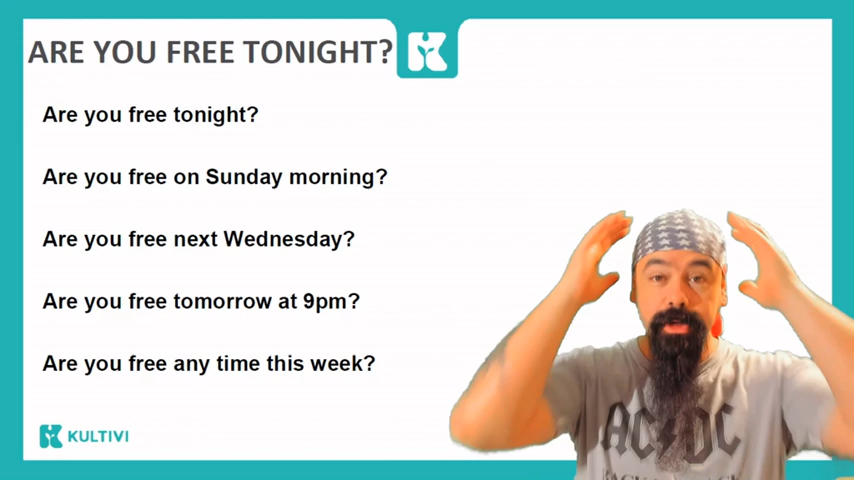 ARE YOU FREE TONIGHT?
Are you free tonight?
Are you free on Sunday morning?
Are you free next Wednesday?
Are you free tomorrow at 9pm?
Are you free any time this week?
KULTIVI
AC DC
BACK